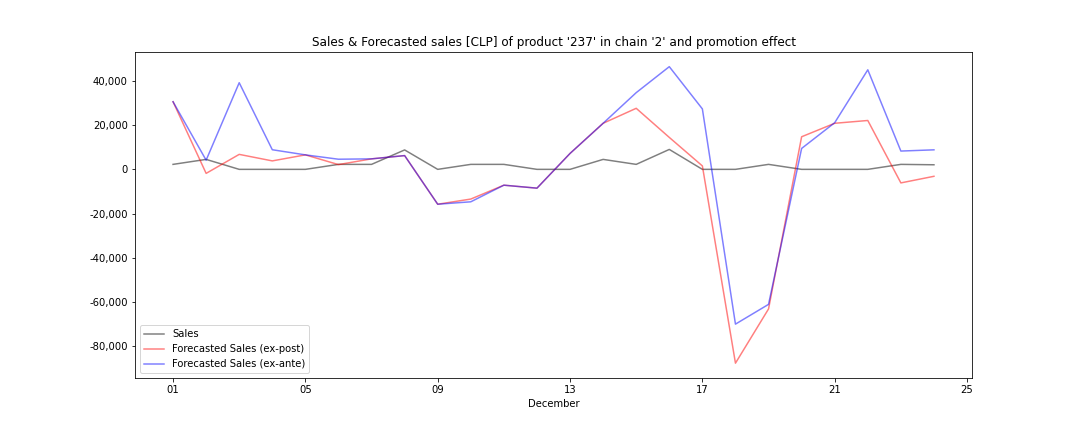 Sales & Forecasted sales [CLP] of product '237' in chain '2' and promotion effect
40,000
20,000
0
-20,000
-40,000
-60,000
-80,000
Sales
Forecasted Sales (ex-post)
Forecasted Sales (ex-ante)
01 05 09 13 17 21 25
December